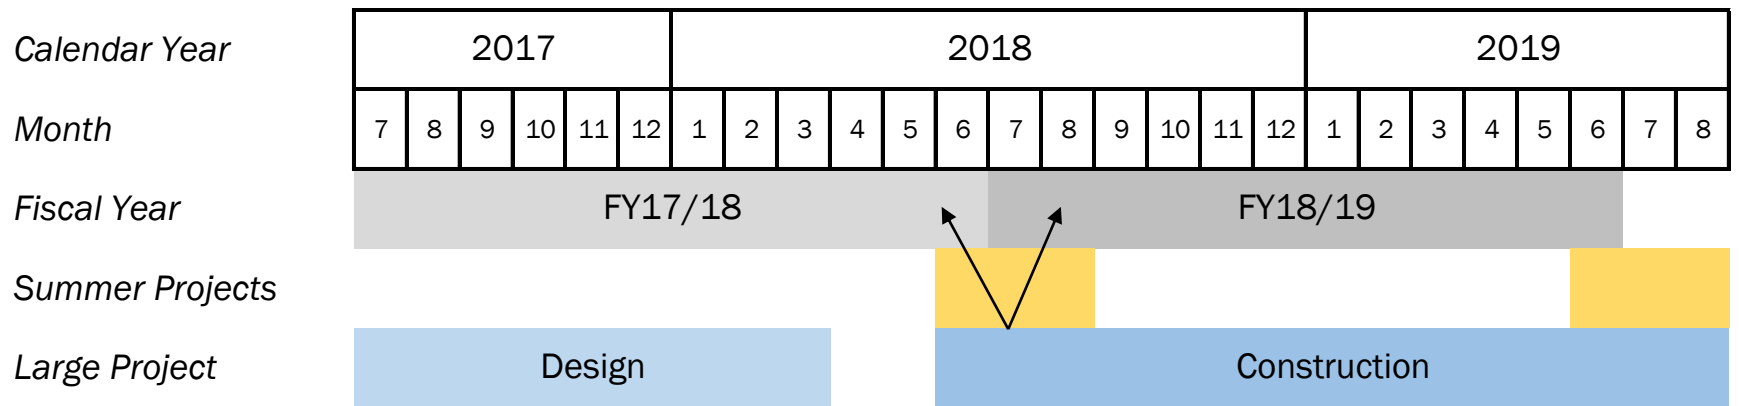 Calendar Year 2017 2018 2019
Month 7 8 9 10 11 12 1 2 3 4 5 6 7 8 9 10 11 12 1 2 3 4 5 6 7 8
Fiscal Year FY17/18 FY18/19
Summer Projects
Large Project Design Construction